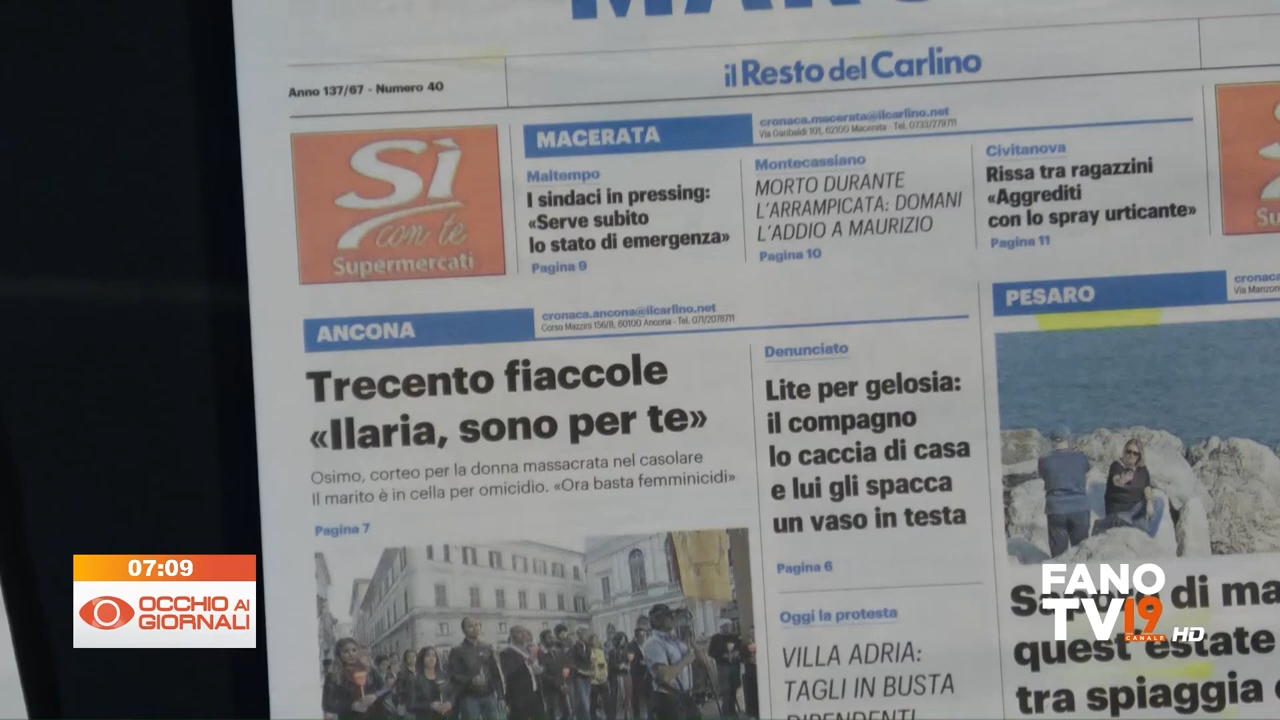 il Resto del Carlino
Anno 137/67 - Numero 40
Sì
con te
Supermercati
MACERATA
cronaca.macerata@ilcarlino.net
Via Garibaldi 101, 62100 Macerata - Tel. 0733/279711
Maltempo
I sindaci in pressing:
«Serve subito
lo stato di emergenza»
Pagina 9
Montecassiano
MORTO DURANTE
L'ARRAMPICATA: DOMANI
L'ADDIO A MAURIZIO
Pagina 10
Civitanova
Rissa tra ragazzini
«Aggrediti
con lo spray urticante»
Pagina 11
ANCONA
cronaca.ancona@ilcarlino.net
Corso Mazzini 156/II, 60100 Ancona - Tel. 071/2078711
Trecento fiaccole
«Ilaria, sono per te»
Osimo, corteo per la donna massacrata nel casolare
Il marito è in cella per omicidio. «Ora basta femminicidi»
Pagina 7
Denunciato
Lite per gelosia:
il compagno
lo caccia di casa
e lui gli spacca
un vaso in testa
Pagina 6
Oggi la protesta
VILLA ADRIA:
TAGLI IN BUSTA
DIPENDENTI
PESARO
di
quest'estate
tra spiaggia
07:09
OCCHIO AI
GIORNALI
FANO
TV 19
CANALE HD